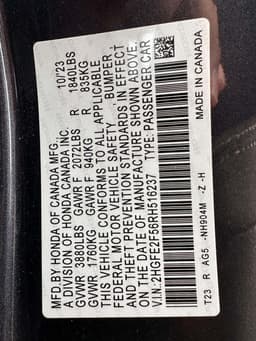 MFD.BY HONDA OF CANADA MFG. 10/'23
A DIVISION OF HONDA CANADA INC.
GVWR 3880LBS GAWR F 2072LBS R 1840LBS
GVWR 1760KG GAWR F 940KG R 835KG
THIS VEHICLE CONFORMS TO ALL APPLICABLE
FEDERAL MOTOR VEHICLE SAFETY, BUMPER,
AND THEFT PREVENTION STANDARDS IN EFFECT
ON THE DATE OF MANUFACTURE SHOWN ABOVE.
V.I.N.:2HGFE2F56RH516237 TYPE: PASSENGER CAR
T23 R AG5 -NH904M -Z -H MADE IN CANADA